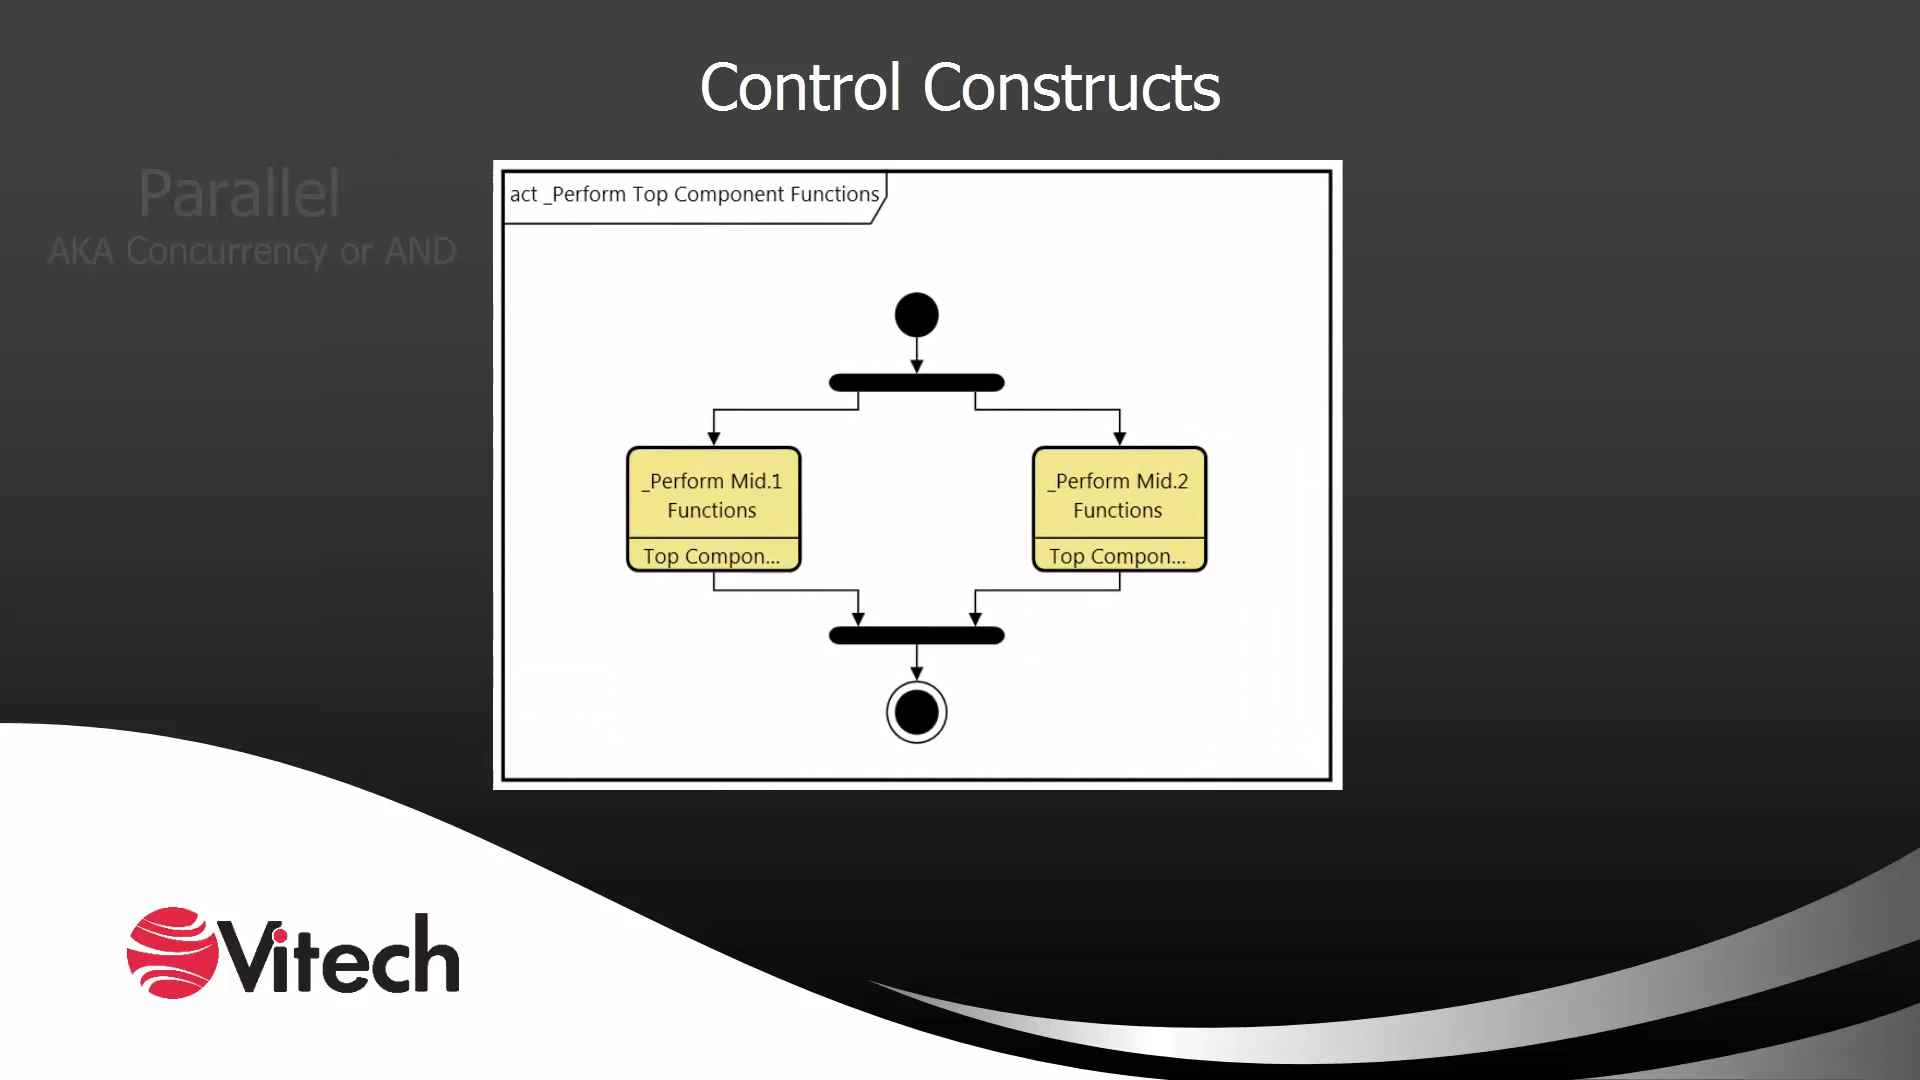 Control Constructs
Parallel
AKA Concurrency or AND
act _Perform Top Component Functions
_Perform Mid.1
Functions
Top Compon...
_Perform Mid.2
Functions
Top Compon...
Vitech